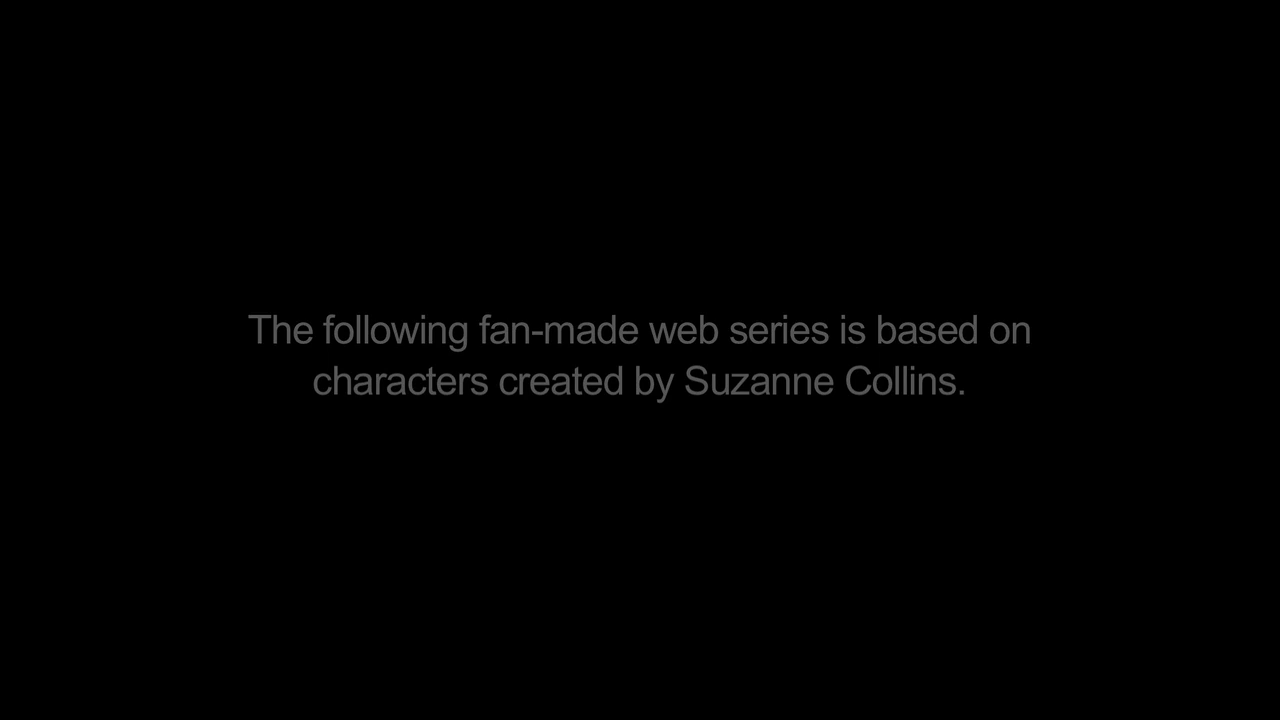 The following fan-made web series is based on
characters created by Suzanne Collins.